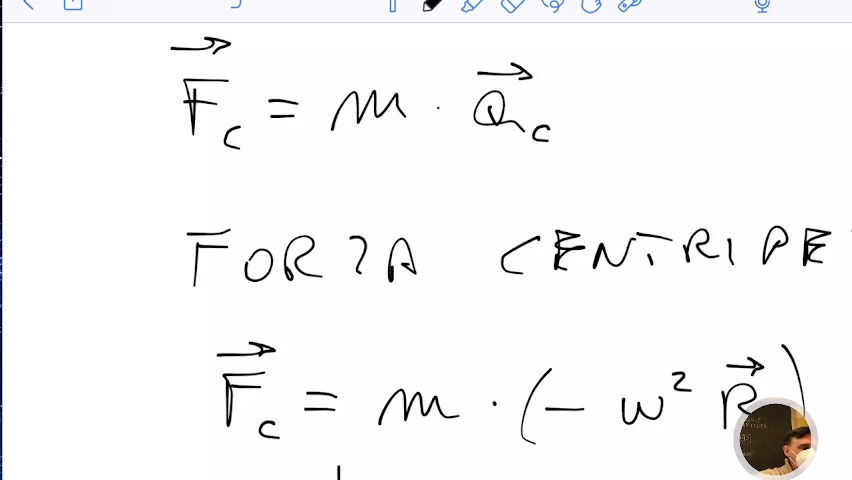 F⃗c = m · a⃗c
FORZA CENTRIPE
F⃗c = m · (− ω² R⃗)